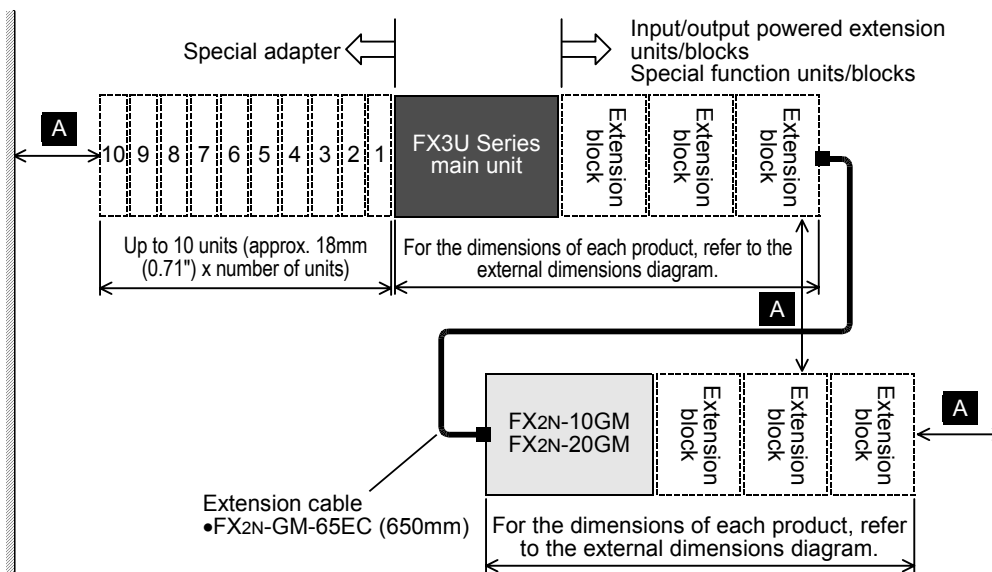 Special adapter
Input/output powered extension
units/blocks
Special function units/blocks
A
10 9 8 7 6 5 4 3 2 1
FX3U Series
main unit
Extension
block
Extension
block
Extension
block
Up to 10 units (approx. 18mm
(0.71") x number of units)
For the dimensions of each product, refer to the
external dimensions diagram.
A
FX2N-10GM
FX2N-20GM
Extension
block
Extension
block
Extension
block
A
Extension cable
•FX2N-GM-65EC (650mm)
For the dimensions of each product, refer
to the external dimensions diagram.